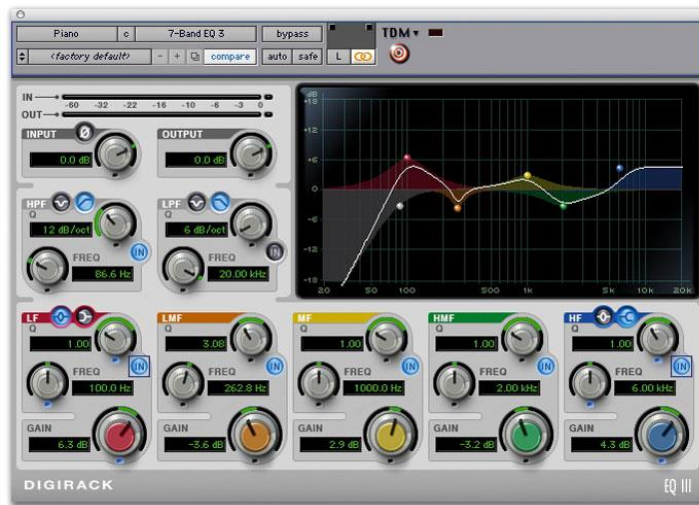 Piano c 7-Band EQ 3 bypass TDM
<factory default> - + compare auto safe L
IN
-60 -32 -22 -16 -10 -6 -3 0
OUT
INPUT Ø OUTPUT
0.0 dB 0.0 dB
HPF LPF
Q Q
12 dB/oct 6 dB/oct
IN IN
FREQ FREQ
86.6 Hz 20.00 kHz
dB
+18
+12
+6
0
-6
-12
-18
20 50 100 500 1k 5k 10k 20k
LF LMF MF HMF HF
Q Q Q Q Q
1.00 3.08 1.00 1.00 1.00
IN IN IN IN IN
FREQ FREQ FREQ FREQ FREQ
100.0 Hz 262.8 Hz 1000.0 Hz 2.00 kHz 6.00 kHz
GAIN GAIN GAIN GAIN GAIN
6.3 dB -3.6 dB 2.9 dB -3.2 dB 4.3 dB
DIGIRACK EQ III